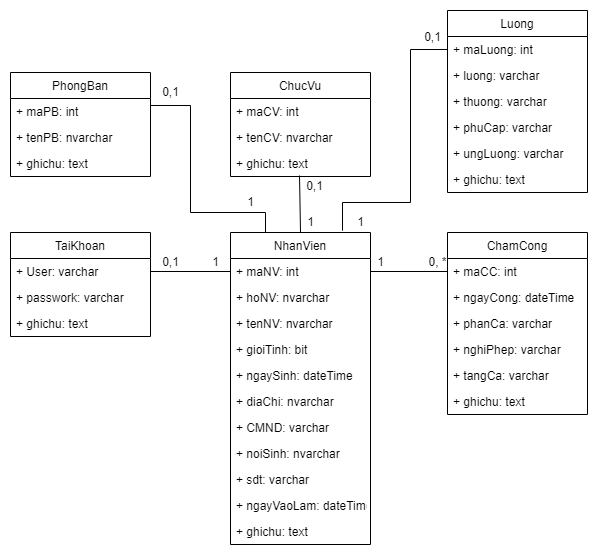 Luong
+ maLuong: int
+ luong: varchar
+ thuong: varchar
+ phuCap: varchar
+ ungLuong: varchar
+ ghichu: text
0,1
1
PhongBan
+ maPB: int
+ tenPB: nvarchar
+ ghichu: text
0,1
1
ChucVu
+ maCV: int
+ tenCV: nvarchar
+ ghichu: text
0,1
1
TaiKhoan
+ User: varchar
+ passwork: varchar
+ ghichu: text
0,1
1
NhanVien
+ maNV: int
+ hoNV: nvarchar
+ tenNV: nvarchar
+ gioiTinh: bit
+ ngaySinh: dateTime
+ diaChi: nvarchar
+ CMND: varchar
+ noiSinh: nvarchar
+ sdt: varchar
+ ngayVaoLam: dateTim
+ ghichu: text
1
0, *
ChamCong
+ maCC: int
+ ngayCong: dateTime
+ phanCa: varchar
+ nghiPhep: varchar
+ tangCa: varchar
+ ghichu: text